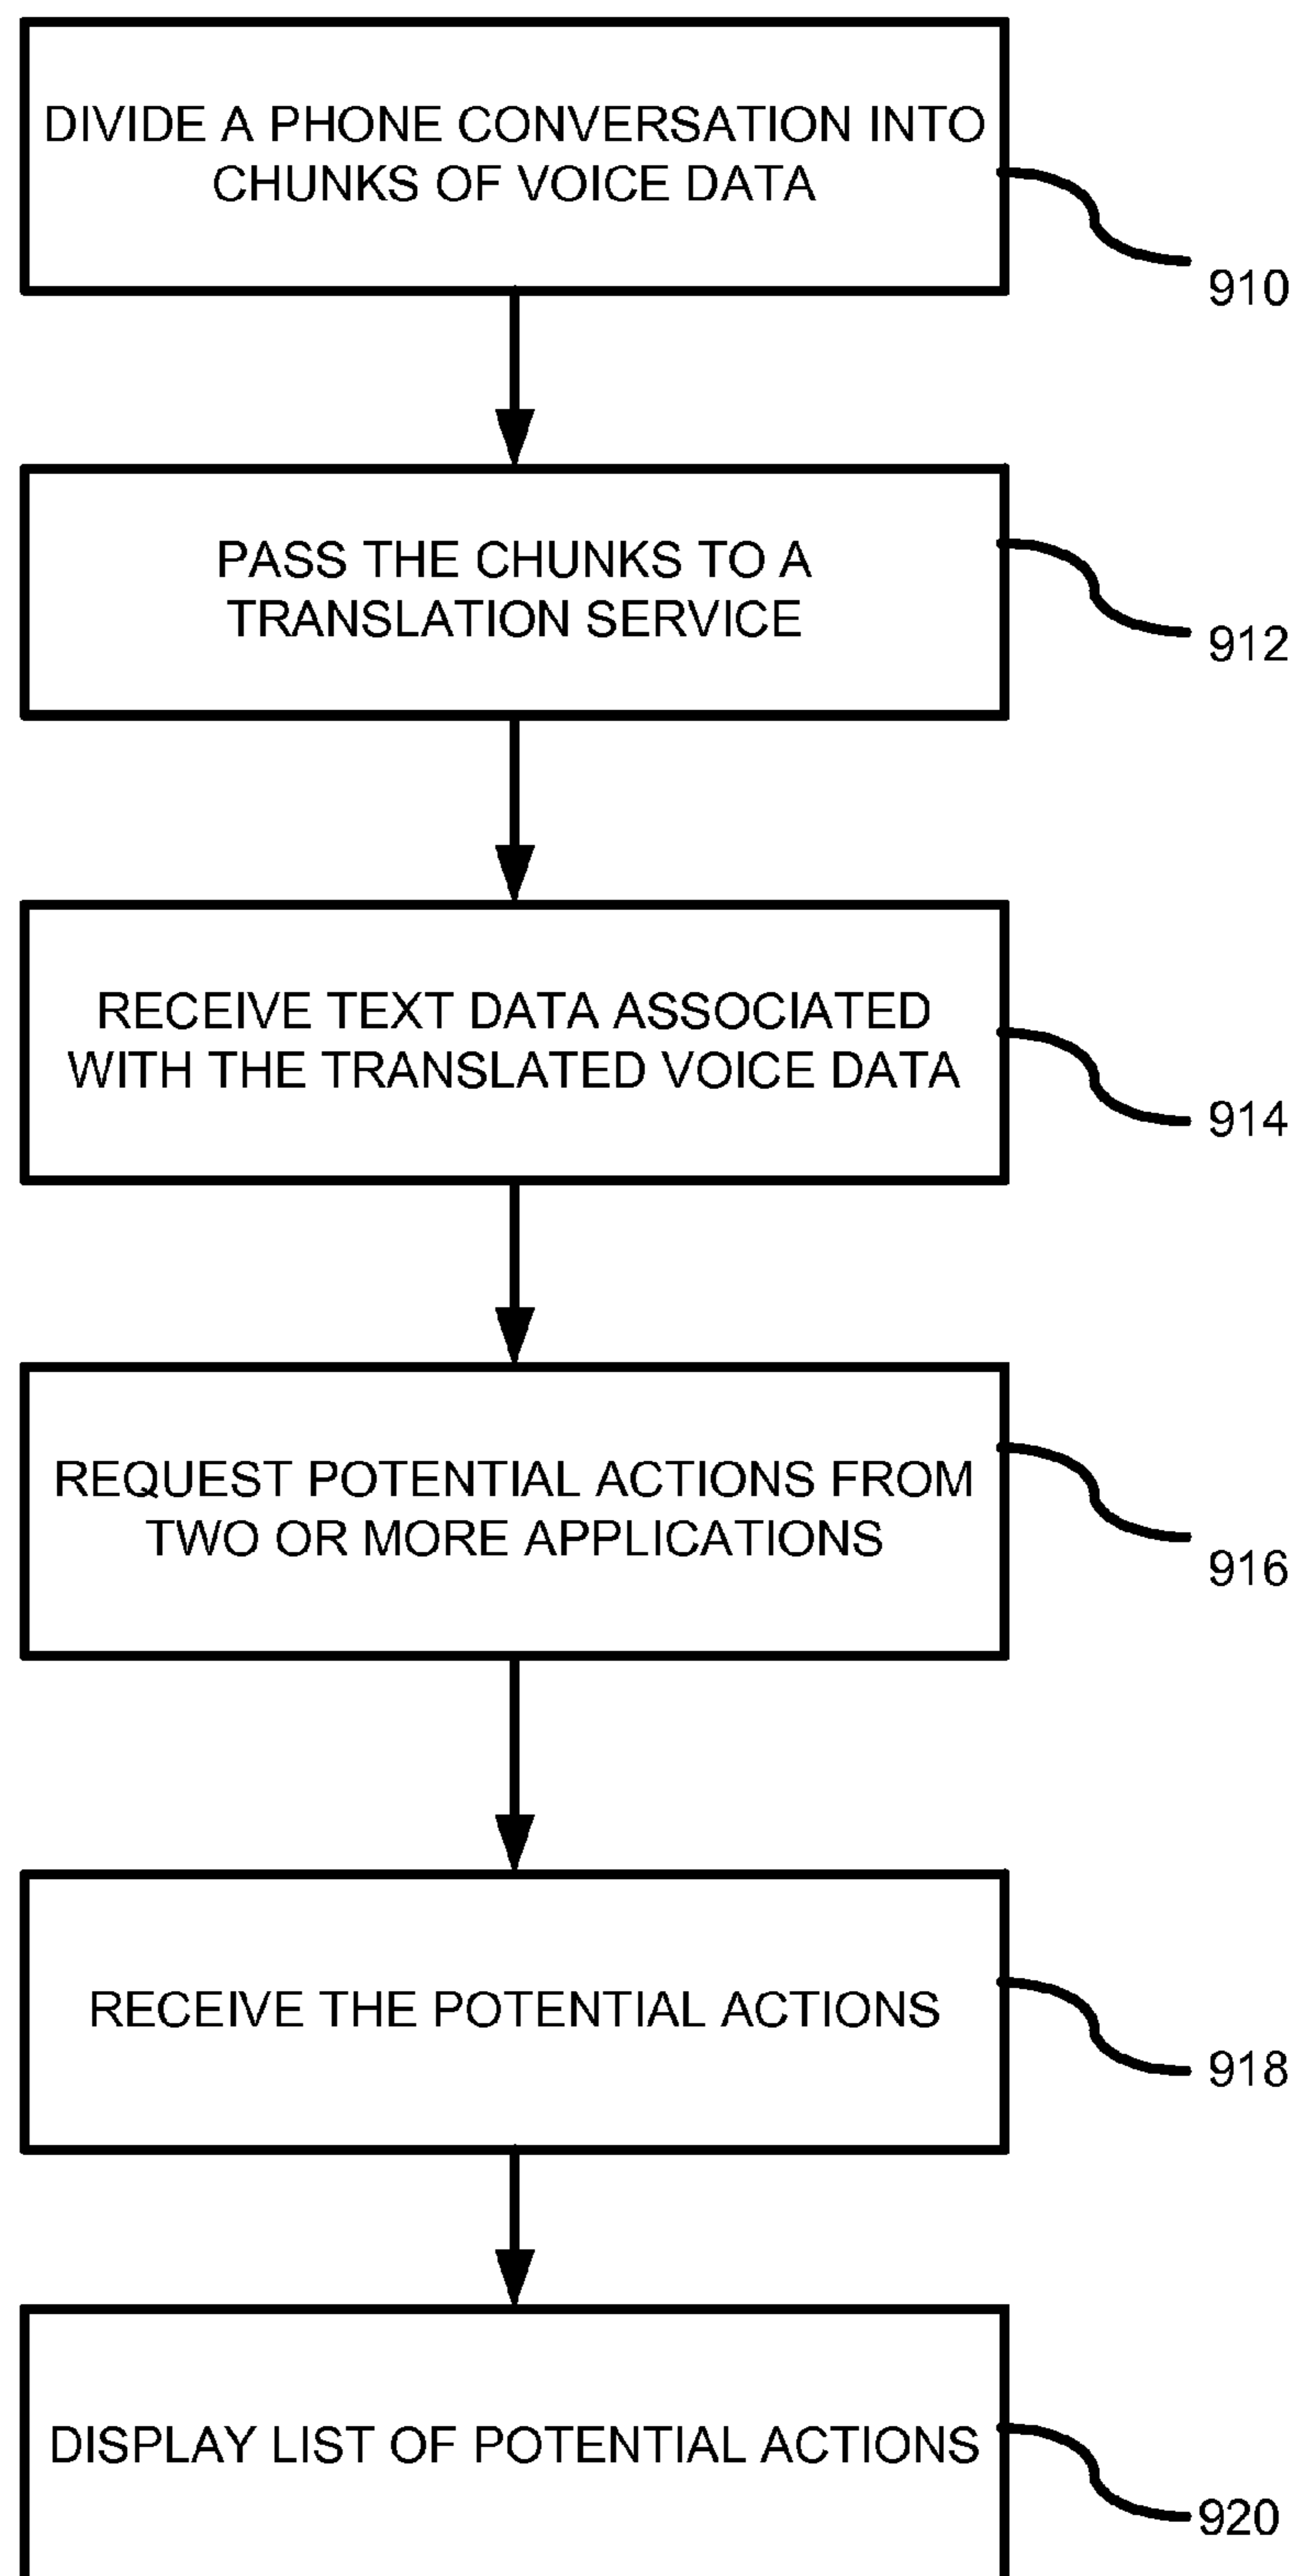 DIVIDE A PHONE CONVERSATION INTO
CHUNKS OF VOICE DATA
910
PASS THE CHUNKS TO A
TRANSLATION SERVICE
912
RECEIVE TEXT DATA ASSOCIATED
WITH THE TRANSLATED VOICE DATA
914
REQUEST POTENTIAL ACTIONS FROM
TWO OR MORE APPLICATIONS
916
RECEIVE THE POTENTIAL ACTIONS
918
DISPLAY LIST OF POTENTIAL ACTIONS
920